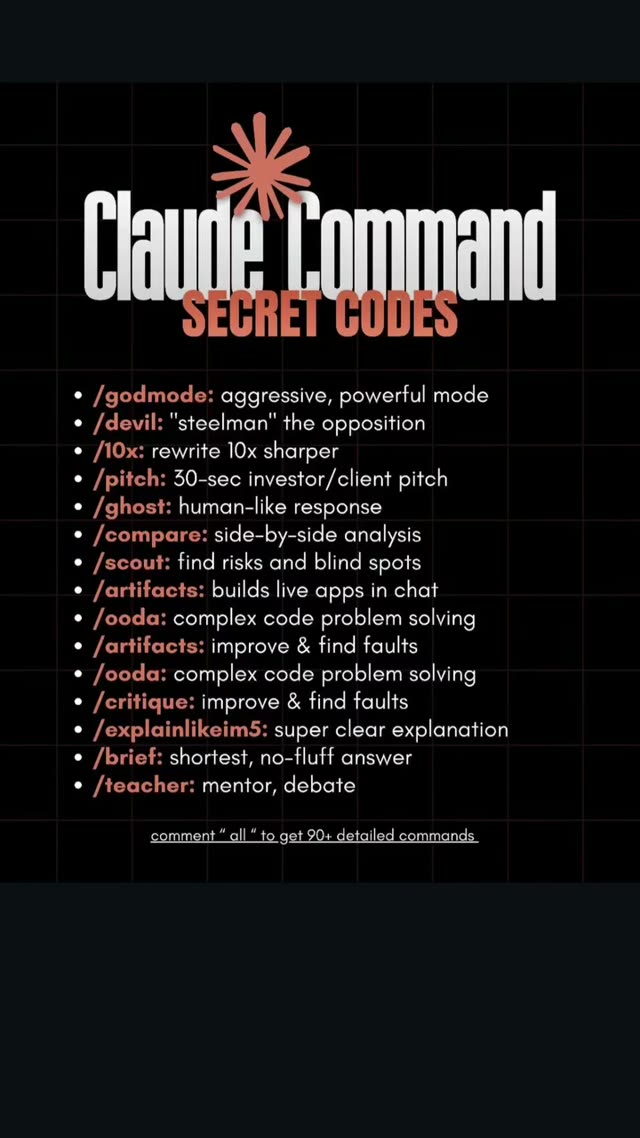 Claude Command
SECRET CODES
• /godmode: aggressive, powerful mode
• /devil: "steelman" the opposition
• /10x: rewrite 10x sharper
• /pitch: 30-sec investor/client pitch
• /ghost: human-like response
• /compare: side-by-side analysis
• /scout: find risks and blind spots
• /artifacts: builds live apps in chat
• /ooda: complex code problem solving
• /artifacts: improve & find faults
• /ooda: complex code problem solving
• /critique: improve & find faults
• /explainlikeim5: super clear explanation
• /brief: shortest, no-fluff answer
• /teacher: mentor, debate
comment “ all “ to get 90+ detailed commands